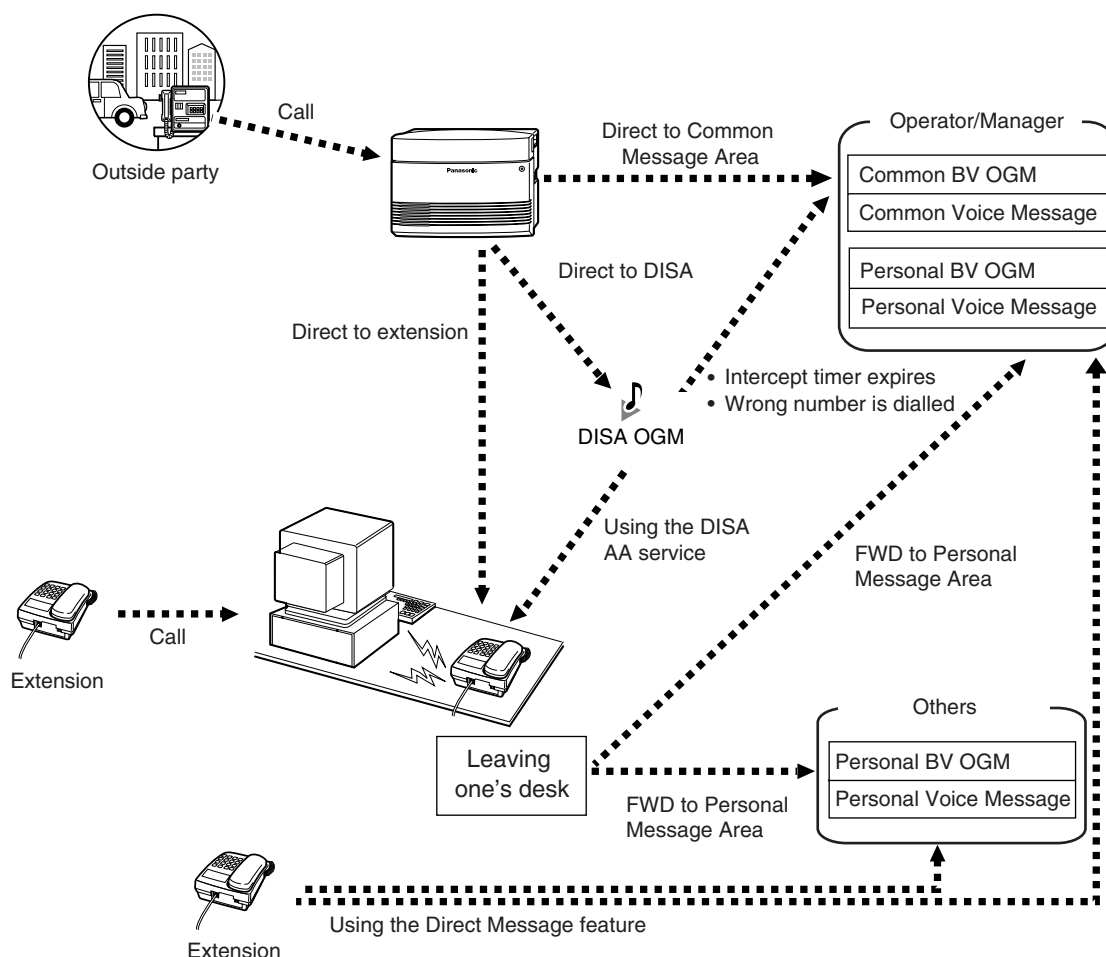 Call
Outside party
Panasonic
Direct to Common
Message Area
Operator/Manager
Common BV OGM
Common Voice Message
Personal BV OGM
Personal Voice Message
Direct to DISA
Direct to extension
• Intercept timer expires
• Wrong number is dialled
DISA OGM
Using the DISA
AA service
FWD to Personal
Message Area
Call
Extension
Leaving
one's desk
FWD to Personal
Message Area
Others
Personal BV OGM
Personal Voice Message
Using the Direct Message feature
Extension